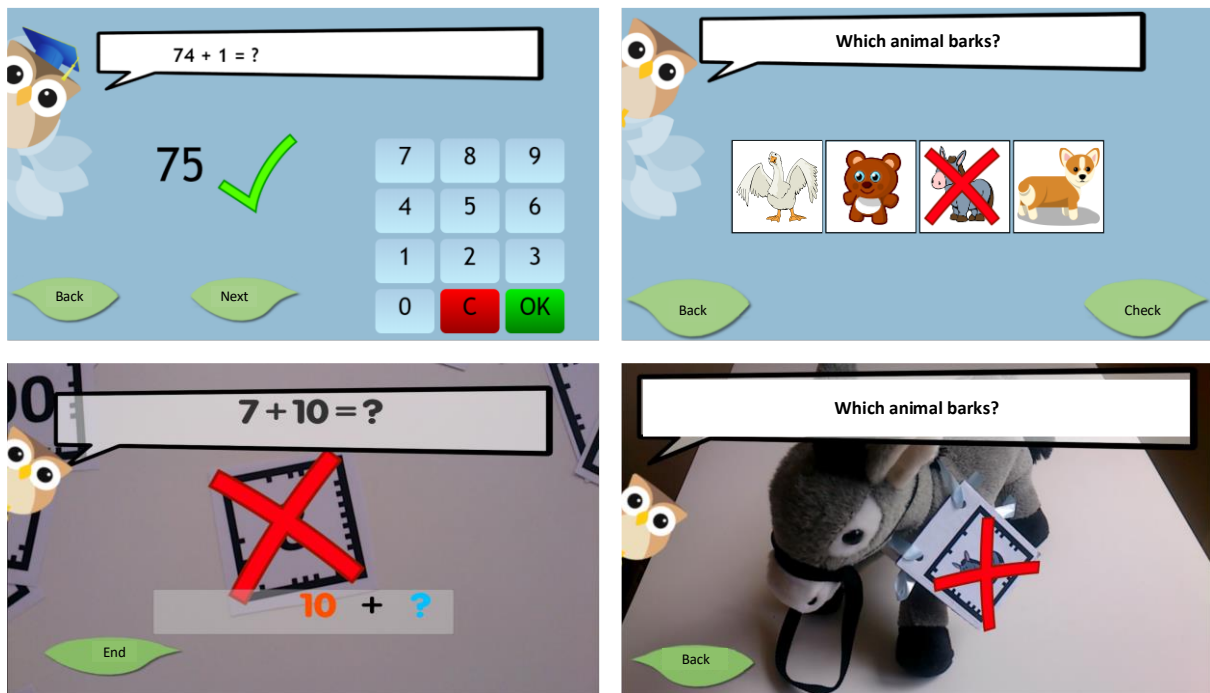 74 + 1 = ?
75
7 8 9
4 5 6
1 2 3
0 C OK
Back
Next
Which animal barks?
Back
Check
00
7 + 10 = ?
10 + ?
End
Which animal barks?
Back